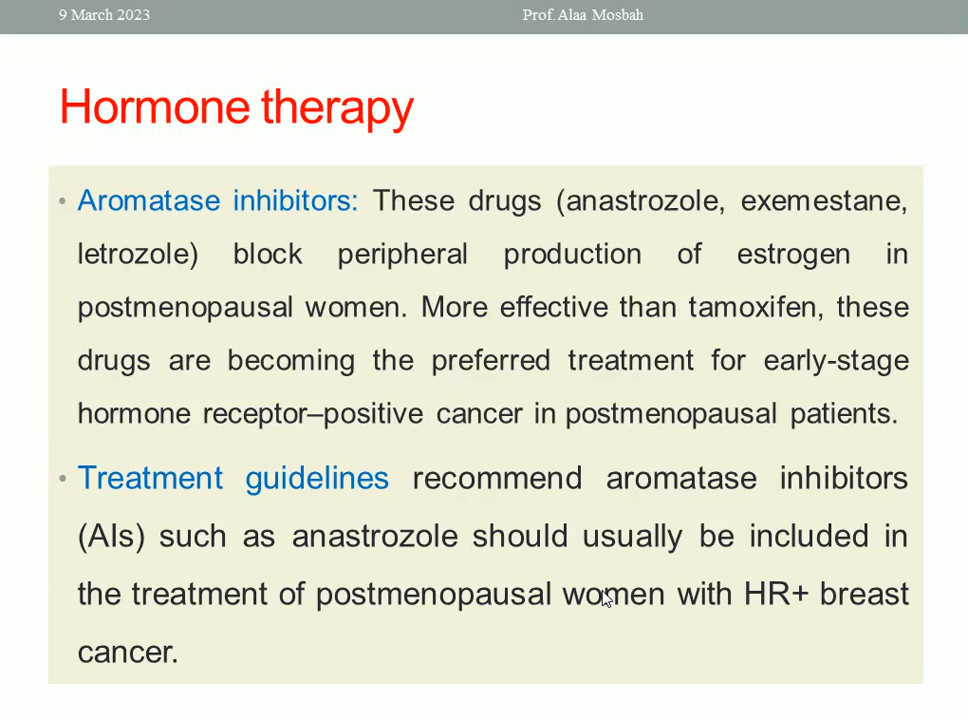 9 March 2023
Prof. Alaa Mosbah
Hormone therapy
• Aromatase inhibitors: These drugs (anastrozole, exemestane,
letrozole) block peripheral production of estrogen in
postmenopausal women. More effective than tamoxifen, these
drugs are becoming the preferred treatment for early-stage
hormone receptor–positive cancer in postmenopausal patients.
• Treatment guidelines recommend aromatase inhibitors
(AIs) such as anastrozole should usually be included in
the treatment of postmenopausal women with HR+ breast
cancer.